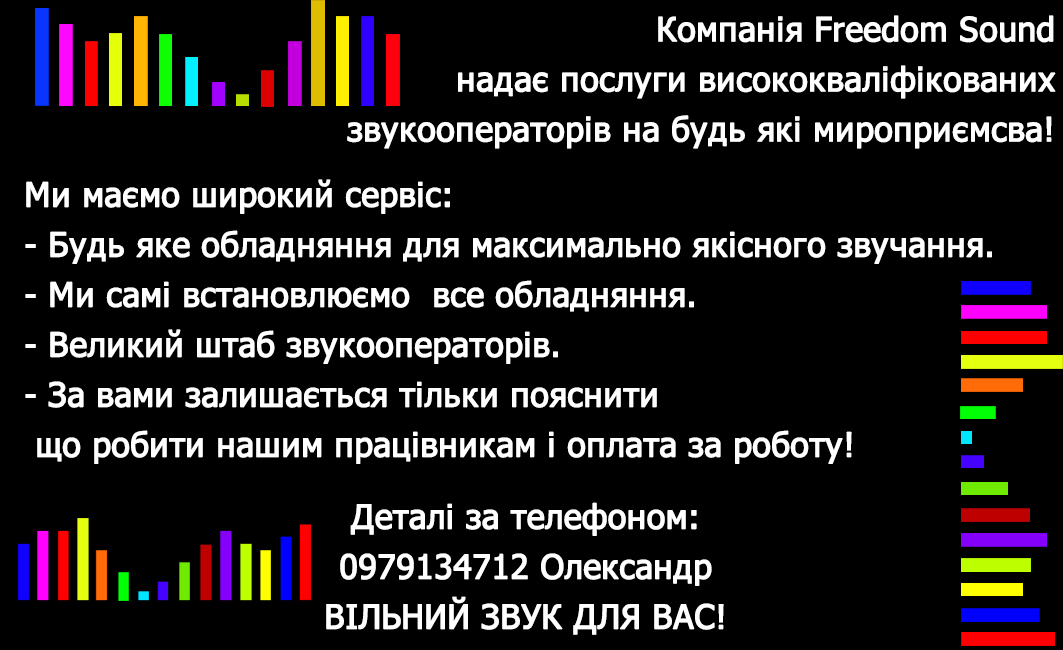 Компанія Freedom Sound
надає послуги висококваліфікованих
звукооператорів на будь які мироприємсва!
Ми маємо широкий сервіс:
- Будь яке обладняння для максимально якісного звучання.
- Ми самі встановлюємо  все обладняння.
- Великий штаб звукооператорів.
- За вами залишається тільки пояснити
що робити нашим працівникам і оплата за роботу!
Деталі за телефоном:
0979134712 Олександр
ВІЛЬНИЙ ЗВУК ДЛЯ ВАС!